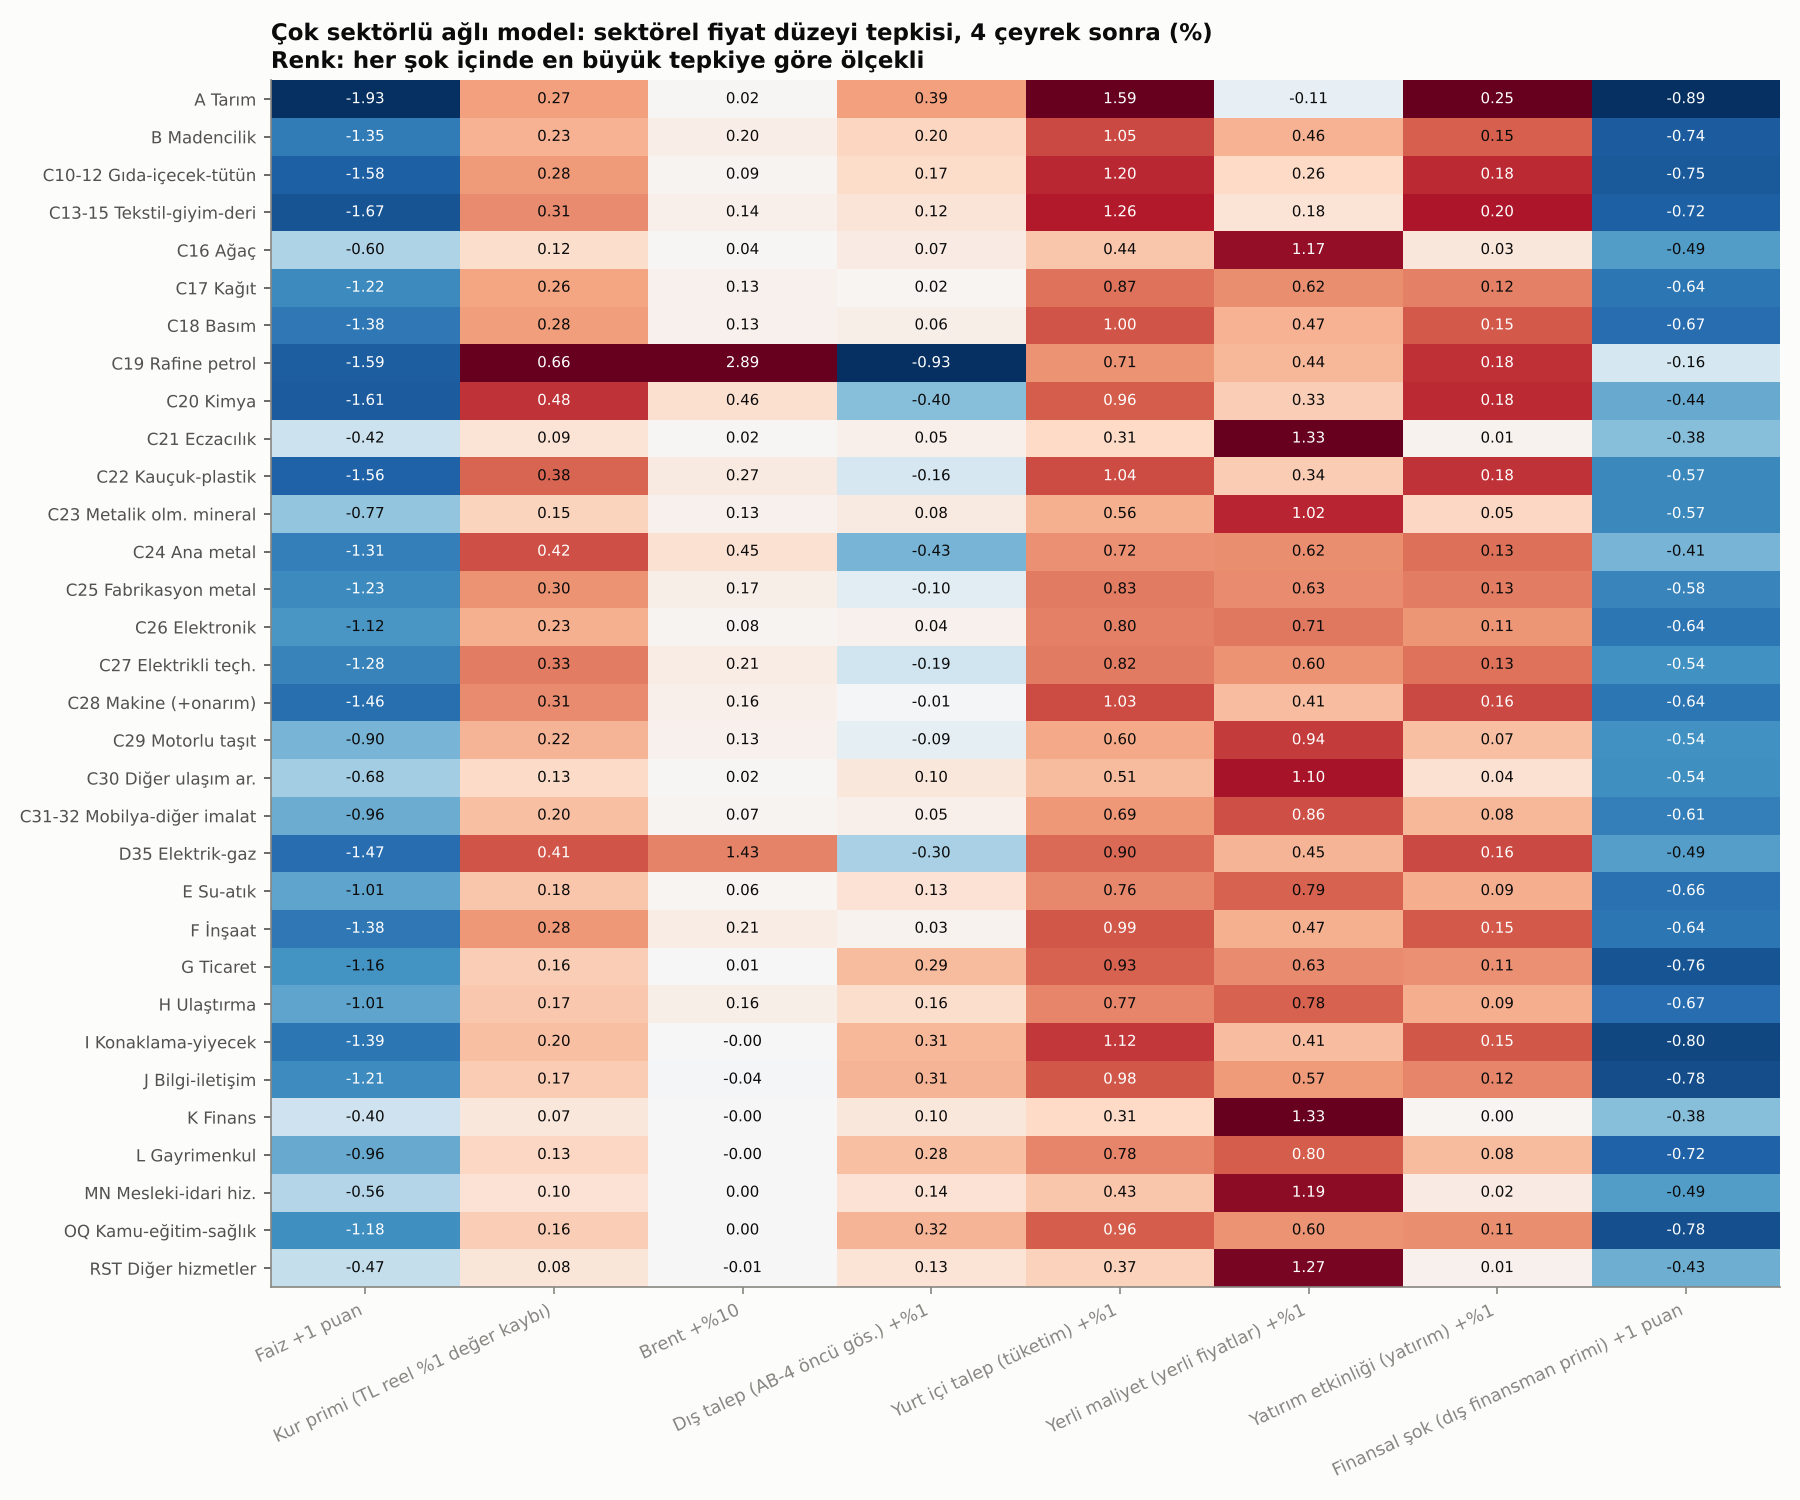 Çok sektörlü ağlı model: sektörel fiyat düzeyi tepkisi, 4 çeyrek sonra (%)
Renk: her şok içinde en büyük tepkiye göre ölçekli
A Tarım -1.93 0.27 0.02 0.39 1.59 -0.11 0.25 -0.89
B Madencilik -1.35 0.23 0.20 0.20 1.05 0.46 0.15 -0.74
C10-12 Gıda-içecek-tütün -1.58 0.28 0.09 0.17 1.20 0.26 0.18 -0.75
C13-15 Tekstil-giyim-deri -1.67 0.31 0.14 0.12 1.26 0.18 0.20 -0.72
C16 Ağaç -0.60 0.12 0.04 0.07 0.44 1.17 0.03 -0.49
C17 Kağıt -1.22 0.26 0.13 0.02 0.87 0.62 0.12 -0.64
C18 Basım -1.38 0.28 0.13 0.06 1.00 0.47 0.15 -0.67
C19 Rafine petrol -1.59 0.66 2.89 -0.93 0.71 0.44 0.18 -0.16
C20 Kimya -1.61 0.48 0.46 -0.40 0.96 0.33 0.18 -0.44
C21 Eczacılık -0.42 0.09 0.02 0.05 0.31 1.33 0.01 -0.38
C22 Kauçuk-plastik -1.56 0.38 0.27 -0.16 1.04 0.34 0.18 -0.57
C23 Metalik olm. mineral -0.77 0.15 0.13 0.08 0.56 1.02 0.05 -0.57
C24 Ana metal -1.31 0.42 0.45 -0.43 0.72 0.62 0.13 -0.41
C25 Fabrikasyon metal -1.23 0.30 0.17 -0.10 0.83 0.63 0.13 -0.58
C26 Elektronik -1.12 0.23 0.08 0.04 0.80 0.71 0.11 -0.64
C27 Elektrikli teçh. -1.28 0.33 0.21 -0.19 0.82 0.60 0.13 -0.54
C28 Makine (+onarım) -1.46 0.31 0.16 -0.01 1.03 0.41 0.16 -0.64
C29 Motorlu taşıt -0.90 0.22 0.13 -0.09 0.60 0.94 0.07 -0.54
C30 Diğer ulaşım ar. -0.68 0.13 0.02 0.10 0.51 1.10 0.04 -0.54
C31-32 Mobilya-diğer imalat -0.96 0.20 0.07 0.05 0.69 0.86 0.08 -0.61
D35 Elektrik-gaz -1.47 0.41 1.43 -0.30 0.90 0.45 0.16 -0.49
E Su-atık -1.01 0.18 0.06 0.13 0.76 0.79 0.09 -0.66
F İnşaat -1.38 0.28 0.21 0.03 0.99 0.47 0.15 -0.64
G Ticaret -1.16 0.16 0.01 0.29 0.93 0.63 0.11 -0.76
H Ulaştırma -1.01 0.17 0.16 0.16 0.77 0.78 0.09 -0.67
I Konaklama-yiyecek -1.39 0.20 -0.00 0.31 1.12 0.41 0.15 -0.80
J Bilgi-iletişim -1.21 0.17 -0.04 0.31 0.98 0.57 0.12 -0.78
K Finans -0.40 0.07 -0.00 0.10 0.31 1.33 0.00 -0.38
L Gayrimenkul -0.96 0.13 -0.00 0.28 0.78 0.80 0.08 -0.72
MN Mesleki-idari hiz. -0.56 0.10 0.00 0.14 0.43 1.19 0.02 -0.49
OQ Kamu-eğitim-sağlık -1.18 0.16 0.00 0.32 0.96 0.60 0.11 -0.78
RST Diğer hizmetler -0.47 0.08 -0.01 0.13 0.37 1.27 0.01 -0.43
Faiz +1 puan
Kur primi (TL reel %1 değer kaybı)
Brent +%10
Dış talep (AB-4 öncü gös.) +%1
Yurt içi talep (tüketim) +%1
Yerli maliyet (yerli fiyatlar) +%1
Yatırım etkinliği (yatırım) +%1
Finansal şok (dış finansman primi) +1 puan